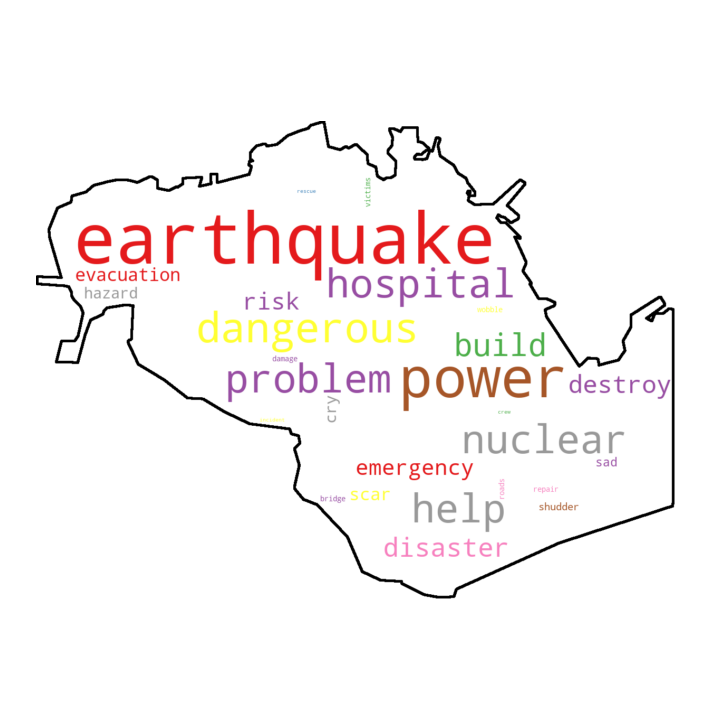 rescue
victims
earthquake
evacuation
hospital
hazard
risk
dangerous
build
damage
problem
power
destroy
cry
crew
nuclear
emergency
sad
roads
repair
bridge
scar
help
shudder
disaster